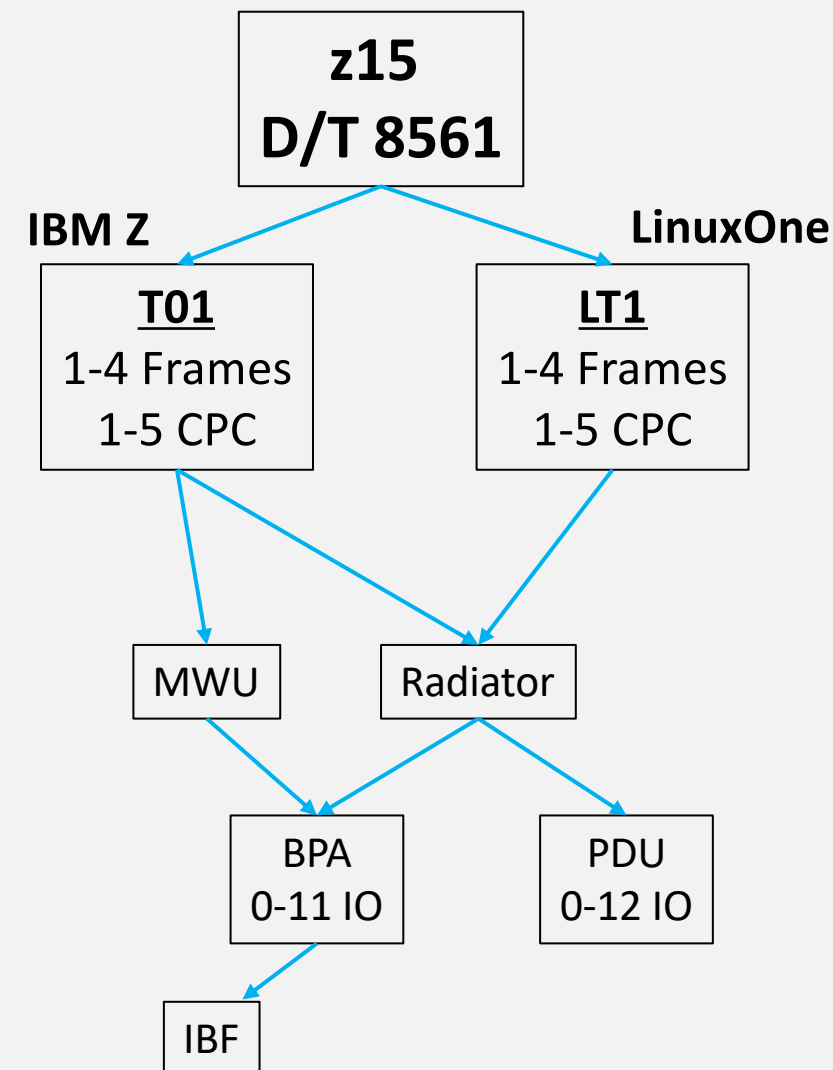 z15
D/T 8561
IBM Z
LinuxOne
T01
1-4 Frames
1-5 CPC
LT1
1-4 Frames
1-5 CPC
MWU
Radiator
BPA
0-11 IO
PDU
0-12 IO
IBF